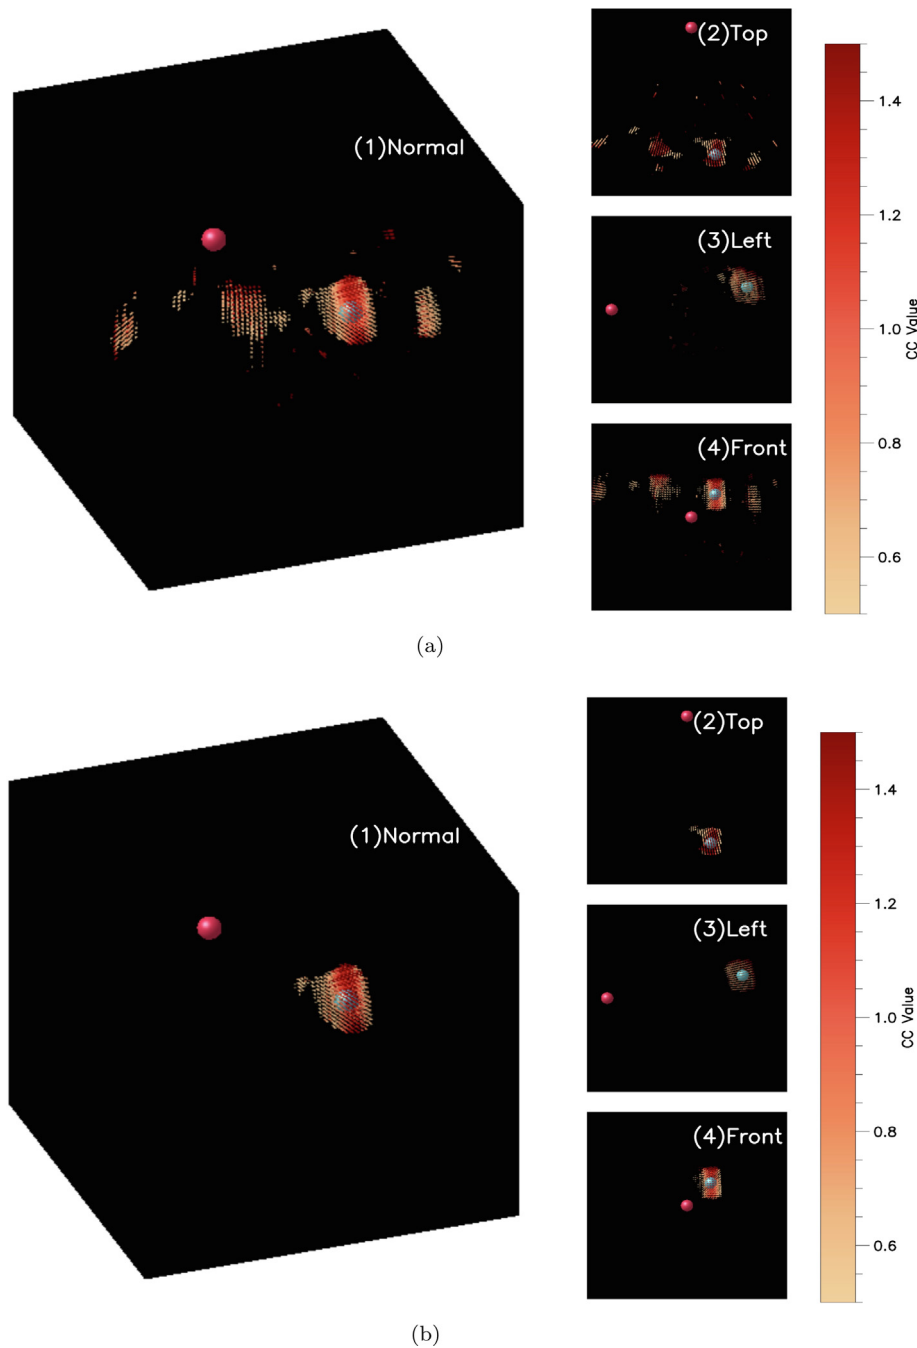 (1)Normal
(2)Top
(3)Left
(4)Front
1.4
1.2
1.0
0.8
0.6
CC Value
(a)
(1)Normal
(2)Top
(3)Left
(4)Front
1.4
1.2
1.0
0.8
0.6
CC Value
(b)